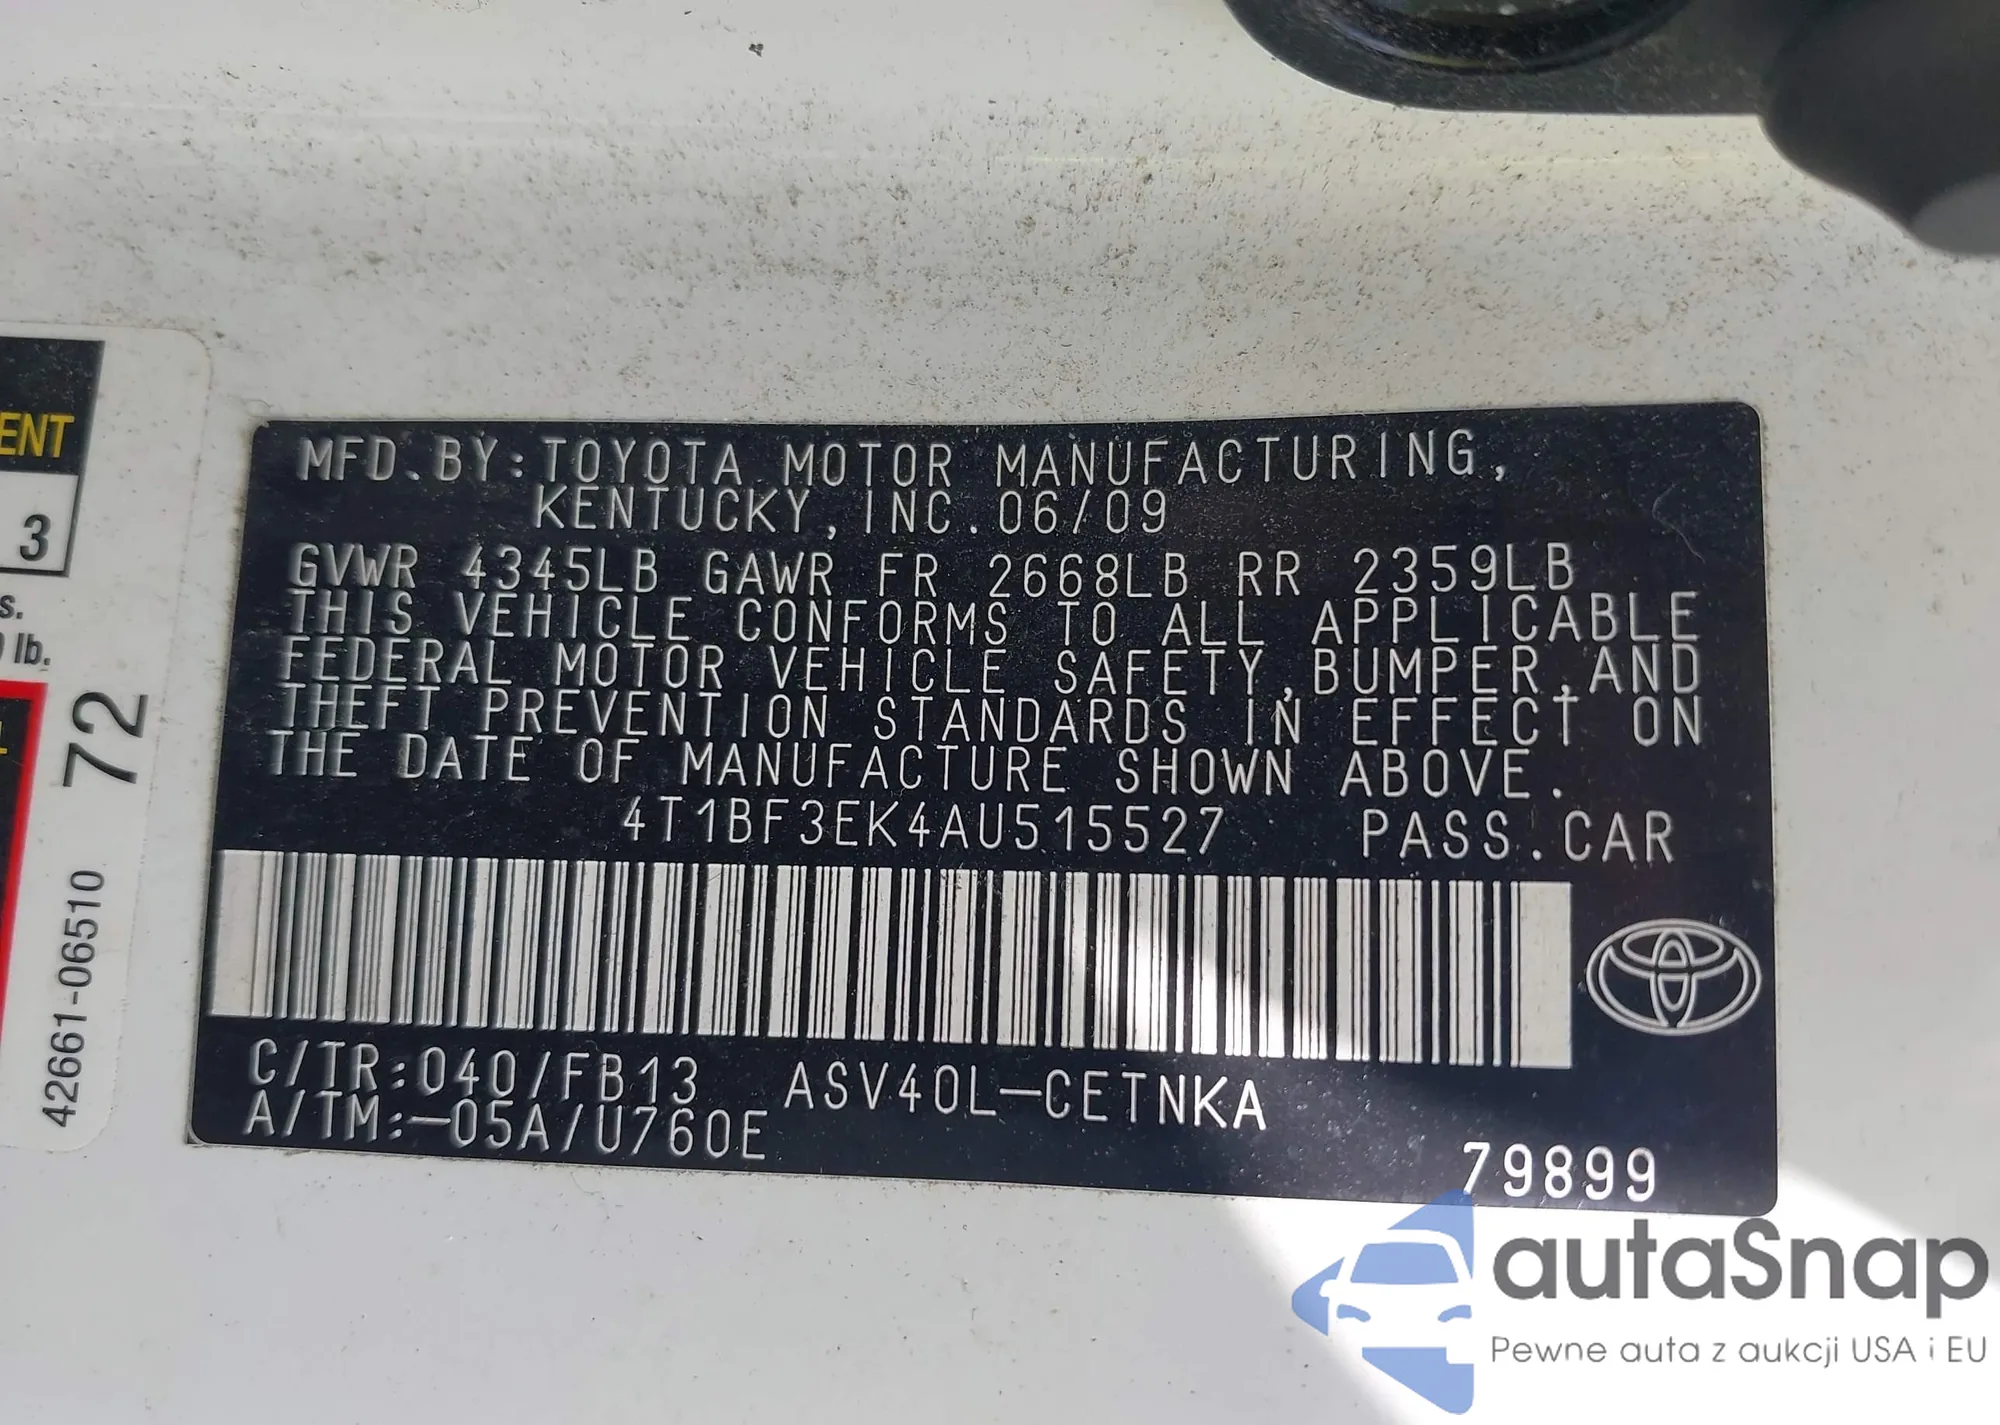 MFD.BY:TOYOTA MOTOR MANUFACTURING,
KENTUCKY,INC.06/09
GVWR 4345LB GAWR FR 2668LB RR 2359LB
THIS VEHICLE CONFORMS TO ALL APPLICABLE
FEDERAL MOTOR VEHICLE SAFETY,BUMPER,AND
THEFT PREVENTION STANDARDS IN EFFECT ON
THE DATE OF MANUFACTURE SHOWN ABOVE.
4T1BF3EK4AU515527 PASS.CAR
C/TR:040/FB13 ASV40L-CETNKA
A/TM:-05A/U760E
79899
ENT
3
s.
lb.
72
42661-06510
autaSnap
Pewne auta z aukcji USA i EU